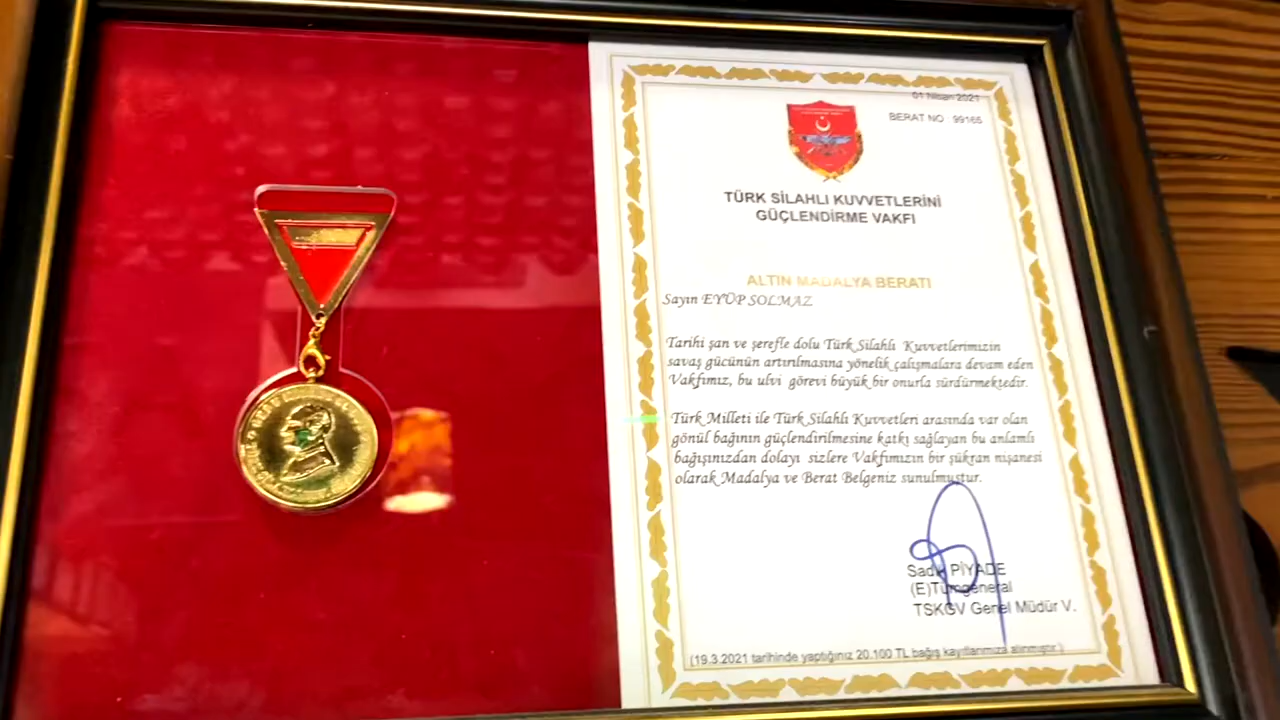 01 Nisan 2021
BERAT NO : 99165
TÜRK SİLAHLI KUVVETLERİNİ
GÜÇLENDİRME VAKFI
ALTIN MADALYA BERATI
Sayın EYÜP SOLMAZ
Tarihi şan ve şerefle dolu Türk Silahlı Kuvvetlerimizin
savaş gücünün artırılmasına yönelik çalışmalara devam eden
Vakfımız, bu ulvi görevi büyük bir onurla sürdürmektedir.
Türk Milleti ile Türk Silahlı Kuvvetleri arasında var olan
gönül bağının güçlendirilmesine katkı sağlayan bu anlamlı
bağışınızdan dolayı sizlere Vakfımızın bir şükran nişanesi
olarak Madalya ve Berat Belgeniz sunulmuştur.
Sadık PİYADE
(E)Tümgeneral
TSKGV Genel Müdür V.
(19.3.2021 tarihinde yaptığınız 20.100 TL bağış kayıtlarımıza alınmıştır.)